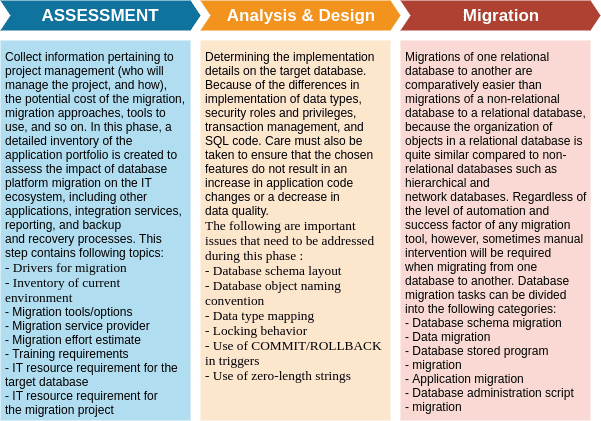 ASSESSMENT
Analysis & Design
Migration
Collect information pertaining to
project management (who will
manage the project, and how),
the potential cost of the migration,
migration approaches, tools to
use, and so on. In this phase, a
detailed inventory of the
application portfolio is created to
assess the impact of database
platform migration on the IT
ecosystem, including other
applications, integration services,
reporting, and backup
and recovery processes. This
step contains following topics:
- Drivers for migration
- Inventory of current
environment
- Migration tools/options
- Migration service provider
- Migration effort estimate
- Training requirements
- IT resource requirement for the
target database
- IT resource requirement for
the migration project
Determining the implementation
details on the target database.
Because of the differences in
implementation of data types,
security roles and privileges,
transaction management, and
SQL code. Care must also be
taken to ensure that the chosen
features do not result in an
increase in application code
changes or a decrease in
data quality.
The following are important
issues that need to be addressed
during this phase :
- Database schema layout
- Database object naming
convention
- Data type mapping
- Locking behavior
- Use of COMMIT/ROLLBACK
in triggers
- Use of zero-length strings
Migrations of one relational
database to another are
comparatively easier than
migrations of a non-relational
database to a relational database,
because the organization of
objects in a relational database is
quite similar compared to non-
relational databases such as
hierarchical and
network databases. Regardless of
the level of automation and
success factor of any migration
tool, however, sometimes manual
intervention will be required
when migrating from one
database to another. Database
migration tasks can be divided
into the following categories:
- Database schema migration
- Data migration
- Database stored program
- migration
- Application migration
- Database administration script
- migration